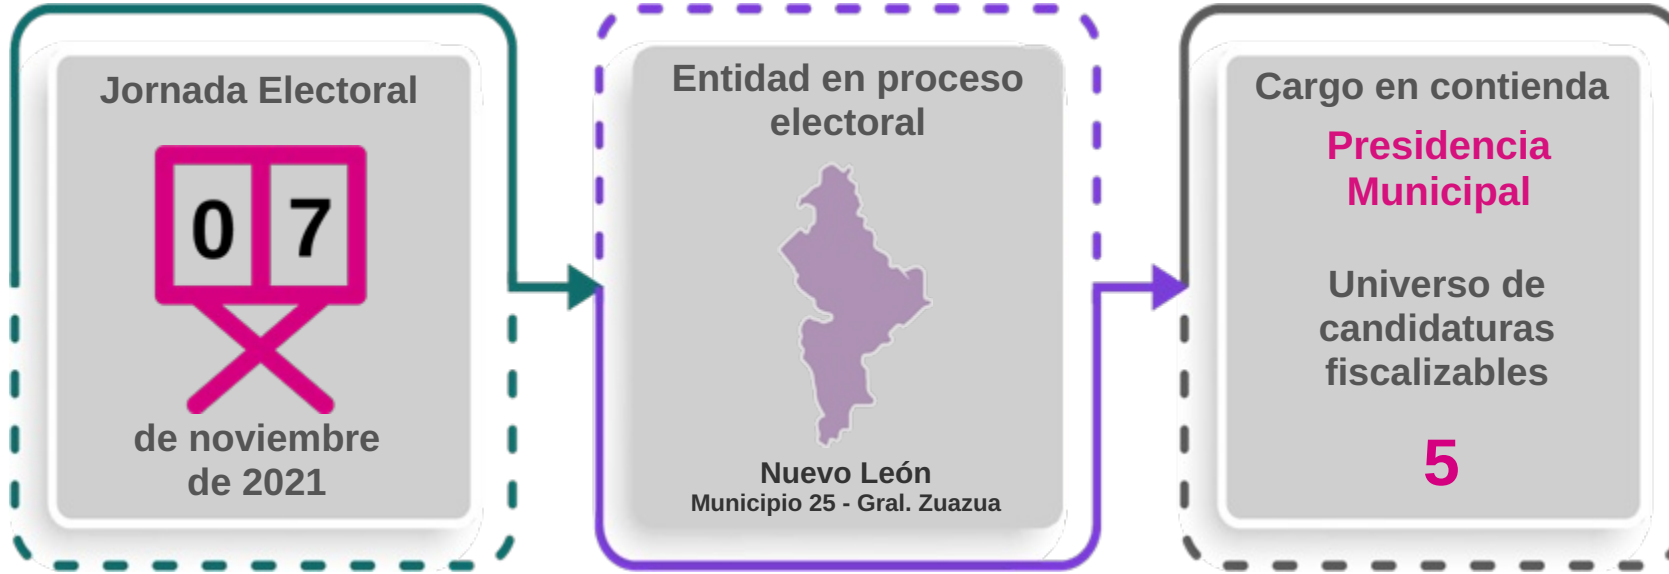 Jornada Electoral
0 7
de noviembre
de 2021
Entidad en proceso
electoral
Nuevo León
Municipio 25 - Gral. Zuazua
Cargo en contienda
Presidencia
Municipal
Universo de
candidaturas
fiscalizables
5